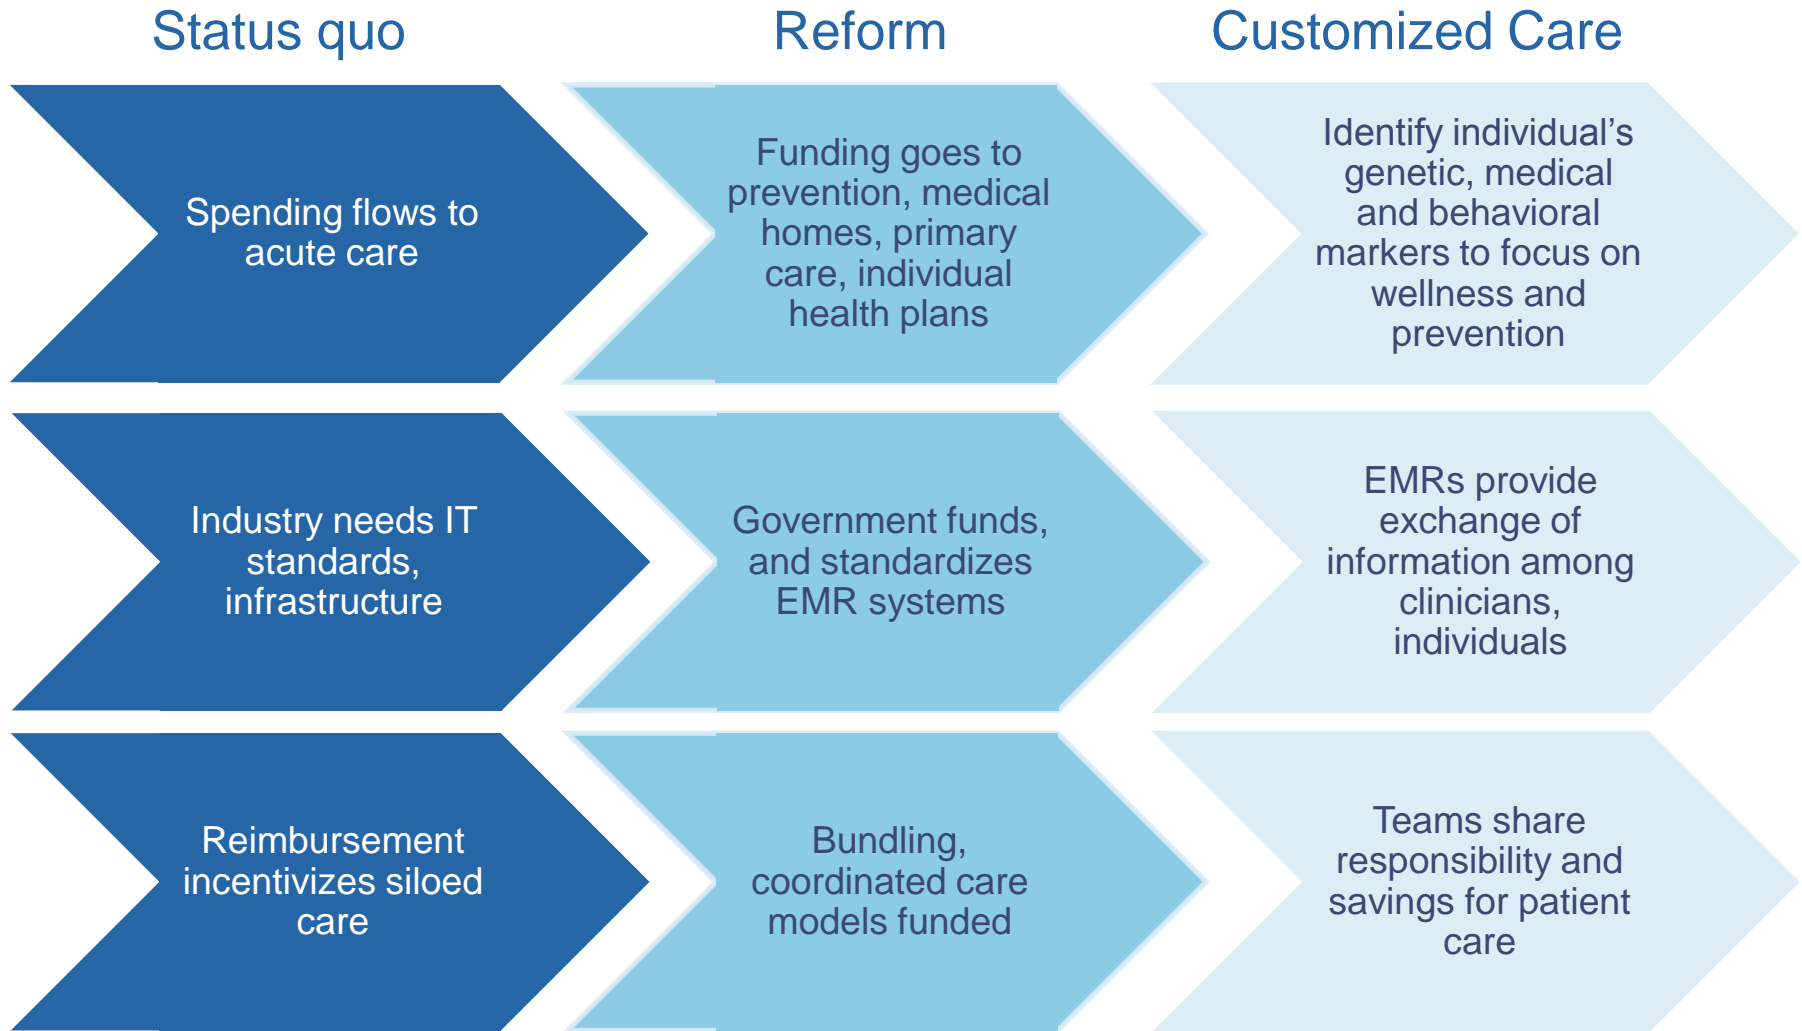 Status quo
Reform
Customized Care
Spending flows to
acute care
Funding goes to
prevention, medical
homes, primary
care, individual
health plans
Identify individual’s
genetic, medical
and behavioral
markers to focus on
wellness and
prevention
Industry needs IT
standards,
infrastructure
Government funds,
and standardizes
EMR systems
EMRs provide
exchange of
information among
clinicians,
individuals
Reimbursement
incentivizes siloed
care
Bundling,
coordinated care
models funded
Teams share
responsibility and
savings for patient
care